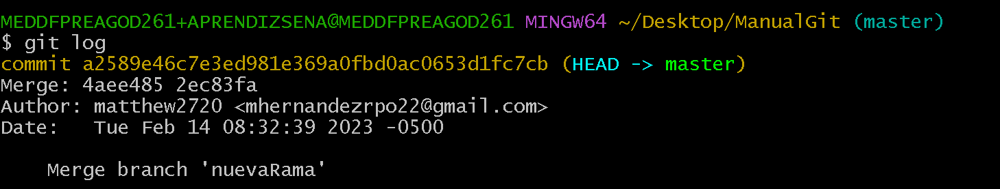 MEDDFPREAGOD261+APRENDIZSENA@MEDDFPREAGOD261 MINGW64 ~/Desktop/ManualGit (master)
$ git log
commit a2589e46c7e3ed981e369a0fbd0ac0653d1fc7cb (HEAD -> master)
Merge: 4aee485 2ec83fa
Author: matthew2720 <mhernandezrpo22@gmail.com>
Date:   Tue Feb 14 08:32:39 2023 -0500
    Merge branch 'nuevaRama'